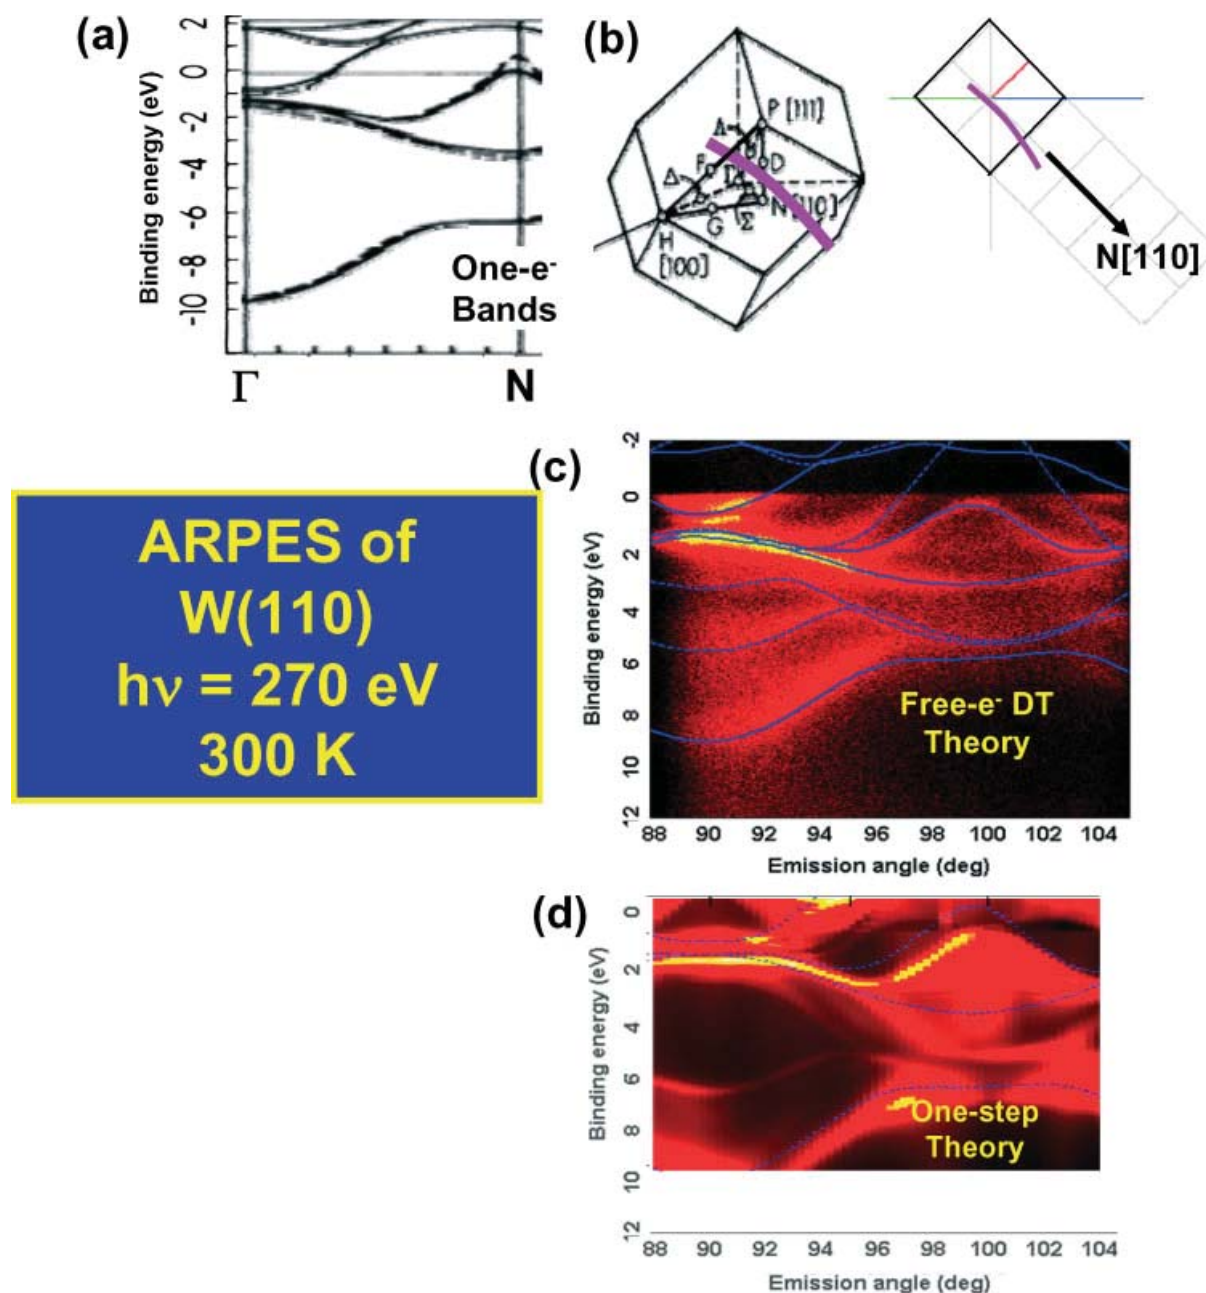 (a)
Binding energy (eV)
2
0
-2
-4
-6
-8
-10
One-e⁻
Bands
Γ
N
(b)
P [111]
Λ
F
D
Δ
N [110]
Σ
G
H
[100]
N[110]
ARPES of
W(110)
hν = 270 eV
300 K
(c)
Binding energy (eV)
-2
0
2
4
6
8
10
12
Free-e⁻ DT
Theory
88 90 92 94 96 98 100 102 104
Emission angle (deg)
(d)
Binding energy (eV)
0
2
4
6
8
10
12
One-step
Theory
88 90 92 94 96 98 100 102 104
Emission angle (deg)